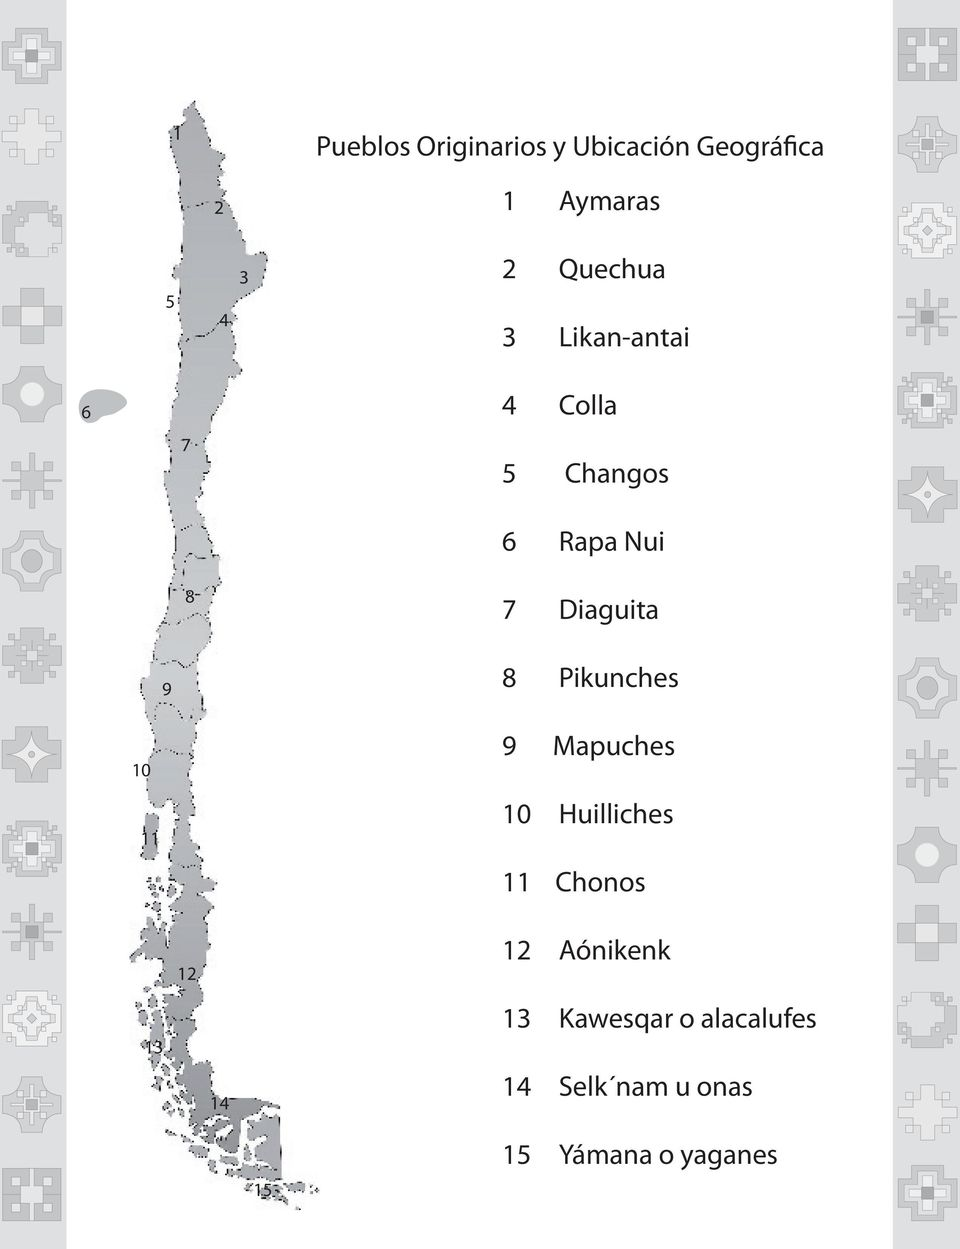 Pueblos Originarios y Ubicación Geográfica
1 Aymaras
2 Quechua
3 Likan-antai
4 Colla
5 Changos
6 Rapa Nui
7 Diaguita
8 Pikunches
9 Mapuches
10 Huilliches
11 Chonos
12 Aónikenk
13 Kawesqar o alacalufes
14 Selk´nam u onas
15 Yámana o yaganes
1
2
3
5
4
6
7
8
9
10
11
12
13
14
15